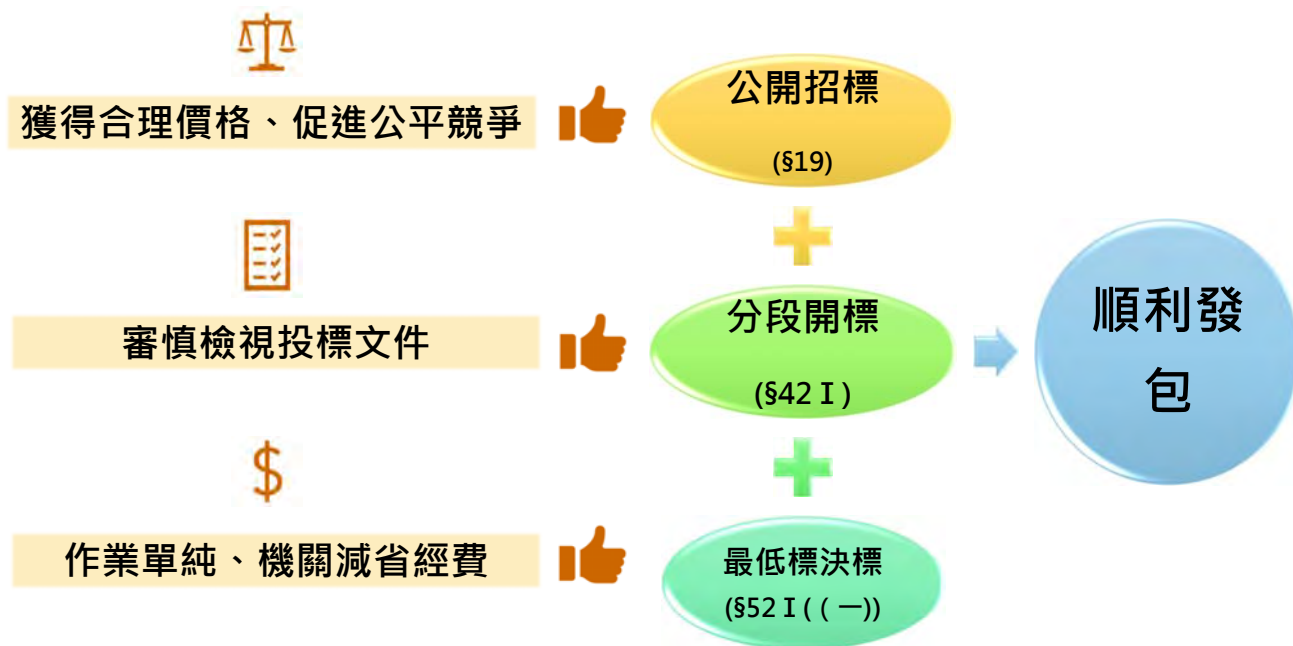 獲得合理價格、促進公平競爭
公開招標
(§19)
審慎檢視投標文件
分段開標
(§42 I )
順利發
包
$
作業單純、機關減省經費
最低標決標
(§52 I ( ( 一))